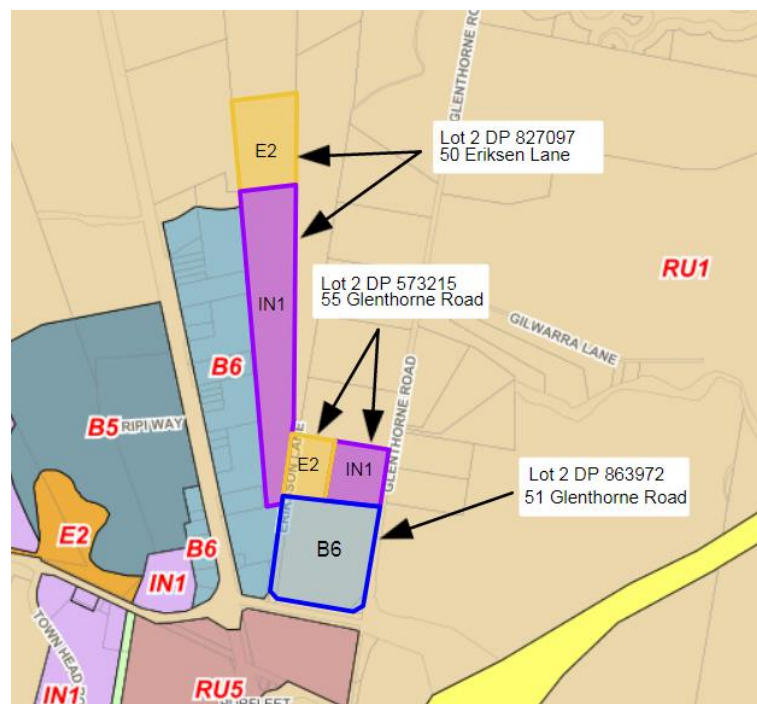 GLENTHORNE ROAD
Lot 2 DP 827097
50 Eriksen Lane
E2
RU1
Lot 2 DP 573215
55 Glenthorne Road
IN1
GILWARRA LANE
B6
B5
RIPI WAY
GLENTHORNE ROAD
E2
IN1
ERIKSSON LANE
Lot 2 DP 863972
51 Glenthorne Road
E2
B6
B6
IN1
TOWN HEAD
RU5
IN1